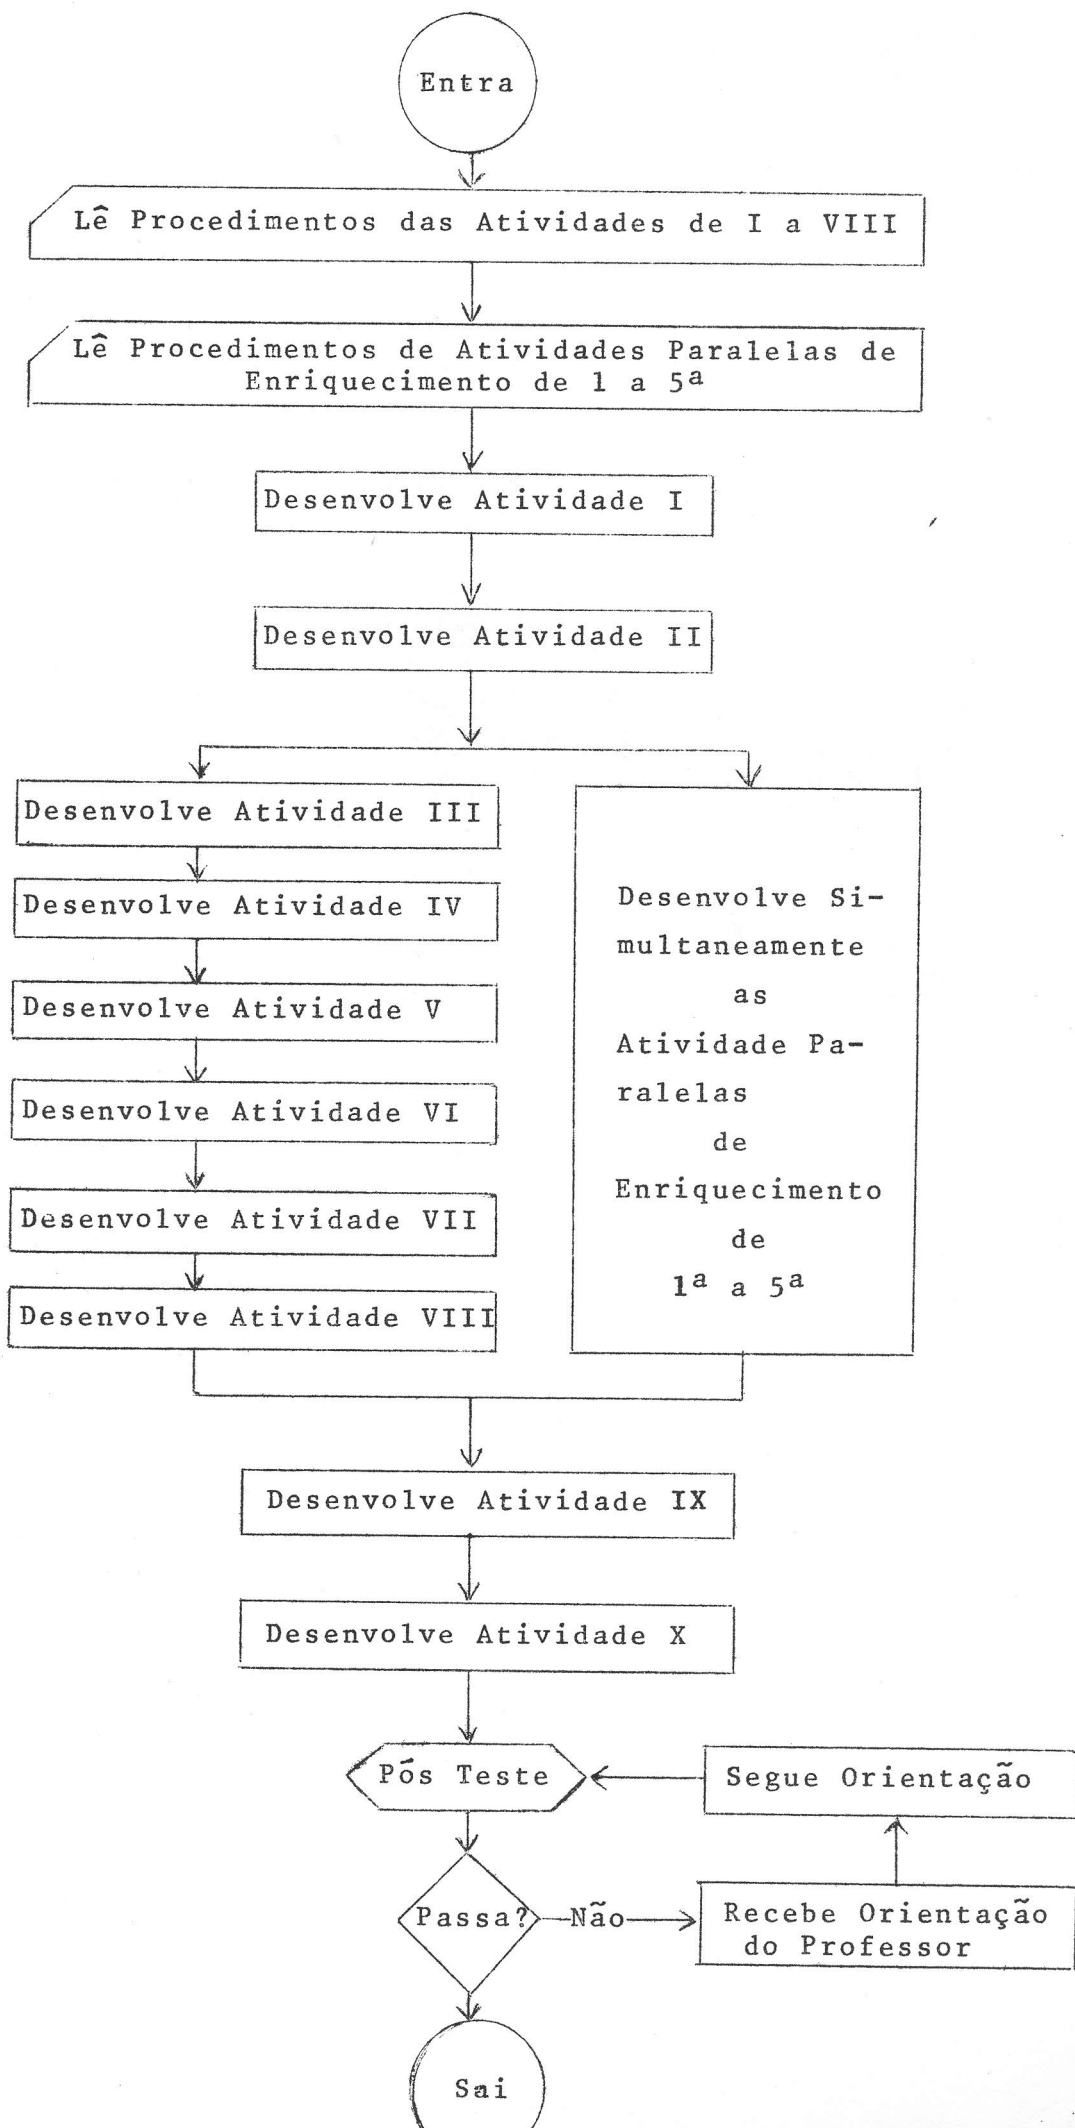 Entra
Lê Procedimentos das Atividades de I a VIII
Lê Procedimentos de Atividades Paralelas de
Enriquecimento de 1 a 5ª
Desenvolve Atividade I
Desenvolve Atividade II
Desenvolve Atividade III
Desenvolve Atividade IV
Desenvolve Atividade V
Desenvolve Atividade VI
Desenvolve Atividade VII
Desenvolve Atividade VIII
Desenvolve Si-
multaneamente
as
Atividade Pa-
ralelas
de
Enriquecimento
de
1ª a 5ª
Desenvolve Atividade IX
Desenvolve Atividade X
Pós Teste
Segue Orientação
Passa?
Não
Recebe Orientação
do Professor
Sai